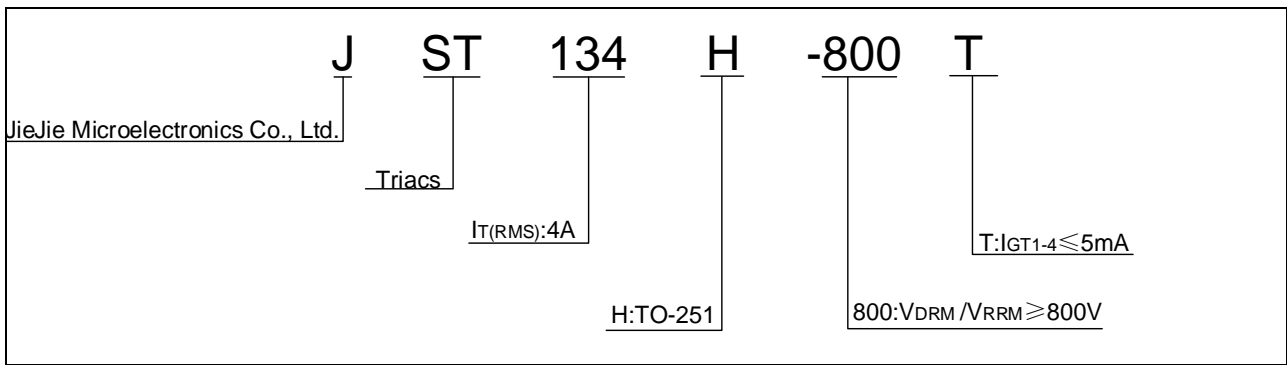 J ST 134 H -800 T
JieJie Microelectronics Co., Ltd.
Triacs
IT(RMS):4A
T:IGT1-4≤5mA
H:TO-251
800:VDRM /VRRM≥800V